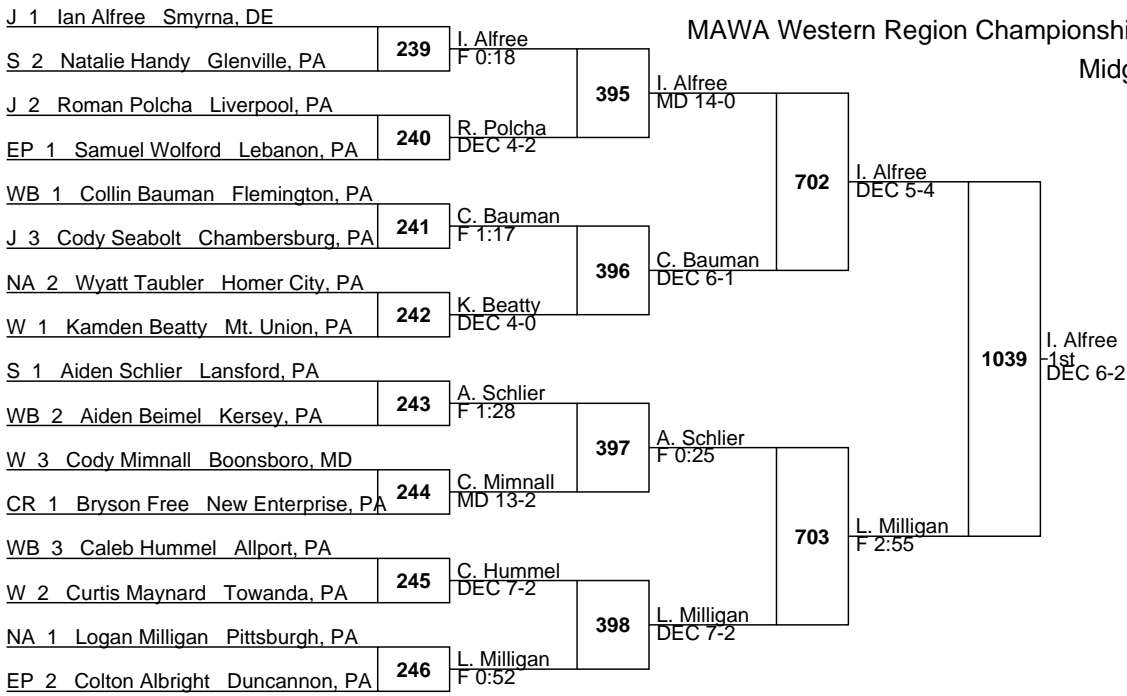 MAWA Western Region Championshi
Midg
J 1 Ian Alfree Smyrna, DE
S 2 Natalie Handy Glenville, PA
J 2 Roman Polcha Liverpool, PA
EP 1 Samuel Wolford Lebanon, PA
WB 1 Collin Bauman Flemington, PA
J 3 Cody Seabolt Chambersburg, PA
NA 2 Wyatt Taubler Homer City, PA
W 1 Kamden Beatty Mt. Union, PA
S 1 Aiden Schlier Lansford, PA
WB 2 Aiden Beimel Kersey, PA
W 3 Cody Mimnall Boonsboro, MD
CR 1 Bryson Free New Enterprise, PA
WB 3 Caleb Hummel Allport, PA
W 2 Curtis Maynard Towanda, PA
NA 1 Logan Milligan Pittsburgh, PA
EP 2 Colton Albright Duncannon, PA
239
240
241
242
243
244
245
246
I. Alfree
F 0:18
R. Polcha
DEC 4-2
C. Bauman
F 1:17
K. Beatty
DEC 4-0
A. Schlier
F 1:28
C. Mimnall
MD 13-2
C. Hummel
DEC 7-2
L. Milligan
F 0:52
395
396
397
398
I. Alfree
MD 14-0
C. Bauman
DEC 6-1
A. Schlier
F 0:25
L. Milligan
DEC 7-2
702
703
I. Alfree
DEC 5-4
L. Milligan
F 2:55
1039
I. Alfree
1st
DEC 6-2